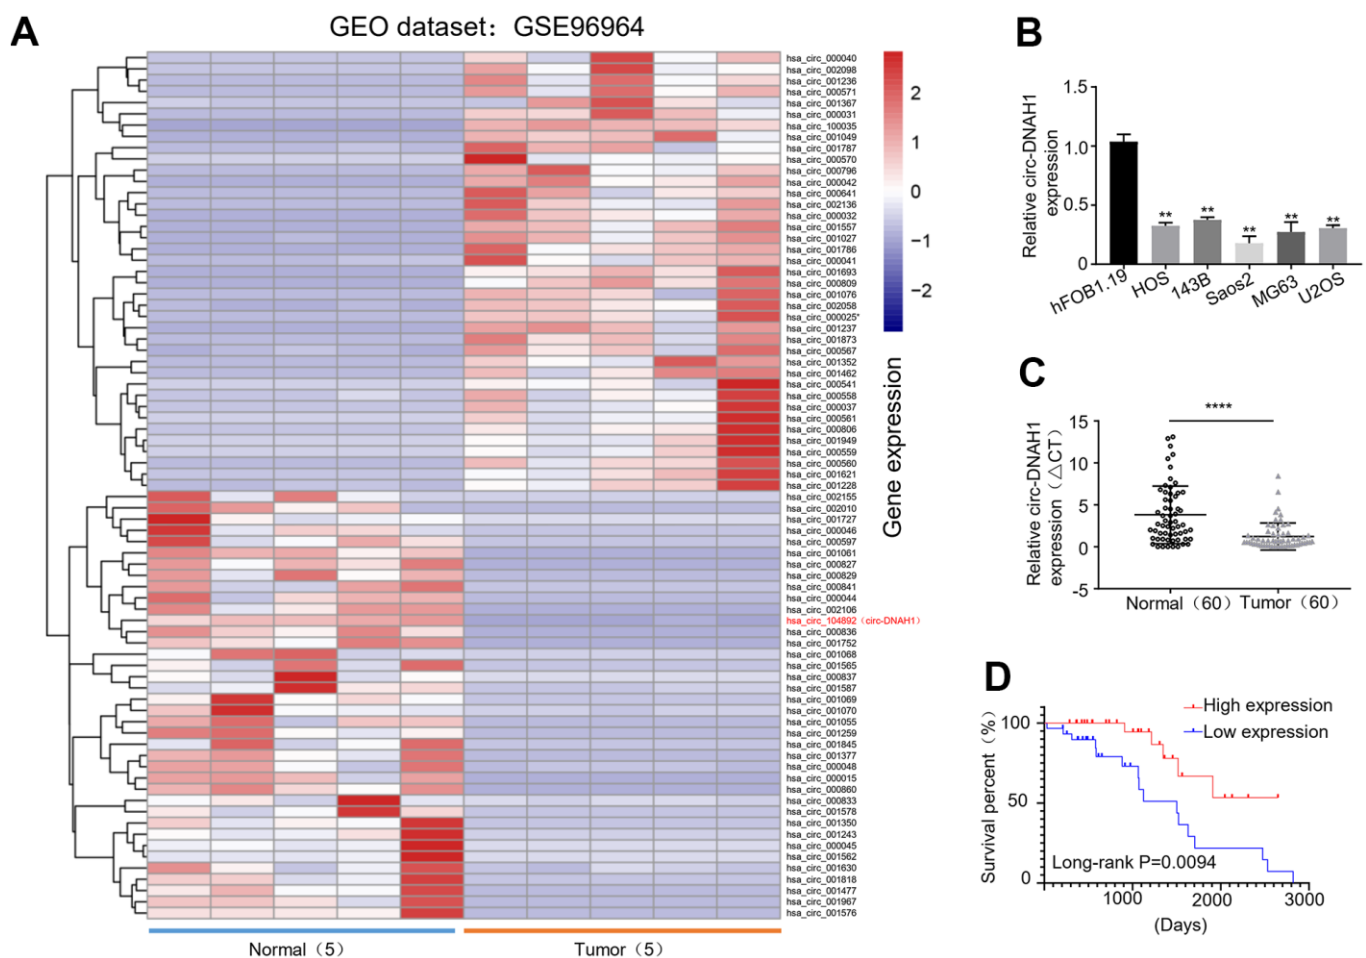 A
GEO dataset: GSE96964
hsa_circ_000040
hsa_circ_002098
hsa_circ_001236
hsa_circ_000571
hsa_circ_001367
hsa_circ_000031
hsa_circ_100035
hsa_circ_001049
hsa_circ_001787
hsa_circ_000570
hsa_circ_000796
hsa_circ_000042
hsa_circ_000641
hsa_circ_002136
hsa_circ_000032
hsa_circ_001557
hsa_circ_001027
hsa_circ_001786
hsa_circ_000041
hsa_circ_001693
hsa_circ_000809
hsa_circ_001076
hsa_circ_002058
hsa_circ_000025*
hsa_circ_001237
hsa_circ_001873
hsa_circ_000567
hsa_circ_001352
hsa_circ_001462
hsa_circ_000541
hsa_circ_000558
hsa_circ_000037
hsa_circ_000561
hsa_circ_000806
hsa_circ_001949
hsa_circ_000559
hsa_circ_000560
hsa_circ_001621
hsa_circ_001228
hsa_circ_002155
hsa_circ_002010
hsa_circ_001727
hsa_circ_000046
hsa_circ_000597
hsa_circ_001061
hsa_circ_000827
hsa_circ_000829
hsa_circ_000841
hsa_circ_000044
hsa_circ_002106
hsa_circ_104892（circ-DNAH1）
hsa_circ_000836
hsa_circ_001752
hsa_circ_001068
hsa_circ_001565
hsa_circ_000837
hsa_circ_001587
hsa_circ_001069
hsa_circ_001070
hsa_circ_001055
hsa_circ_001259
hsa_circ_001845
hsa_circ_001377
hsa_circ_000048
hsa_circ_000015
hsa_circ_000860
hsa_circ_000833
hsa_circ_001578
hsa_circ_001350
hsa_circ_001243
hsa_circ_000045
hsa_circ_001562
hsa_circ_001630
hsa_circ_001818
hsa_circ_001477
hsa_circ_001967
hsa_circ_001576
Normal（5）
Tumor（5）
2
1
0
−1
−2
Gene expression
B
Relative circ-DNAH1
expression
1.5
1.0
0.5
0
**
**
**
**
**
hFOB1.19
HOS
143B
Saos2
MG63
U2OS
C
Relative circ-DNAH1
expression（△CT）
15
10
5
0
-5
****
Normal（60）
Tumor（60）
D
High expression
Low expression
Survival percent（%）
100
50
0
Long-rank P=0.0094
1000
2000
3000
(Days)